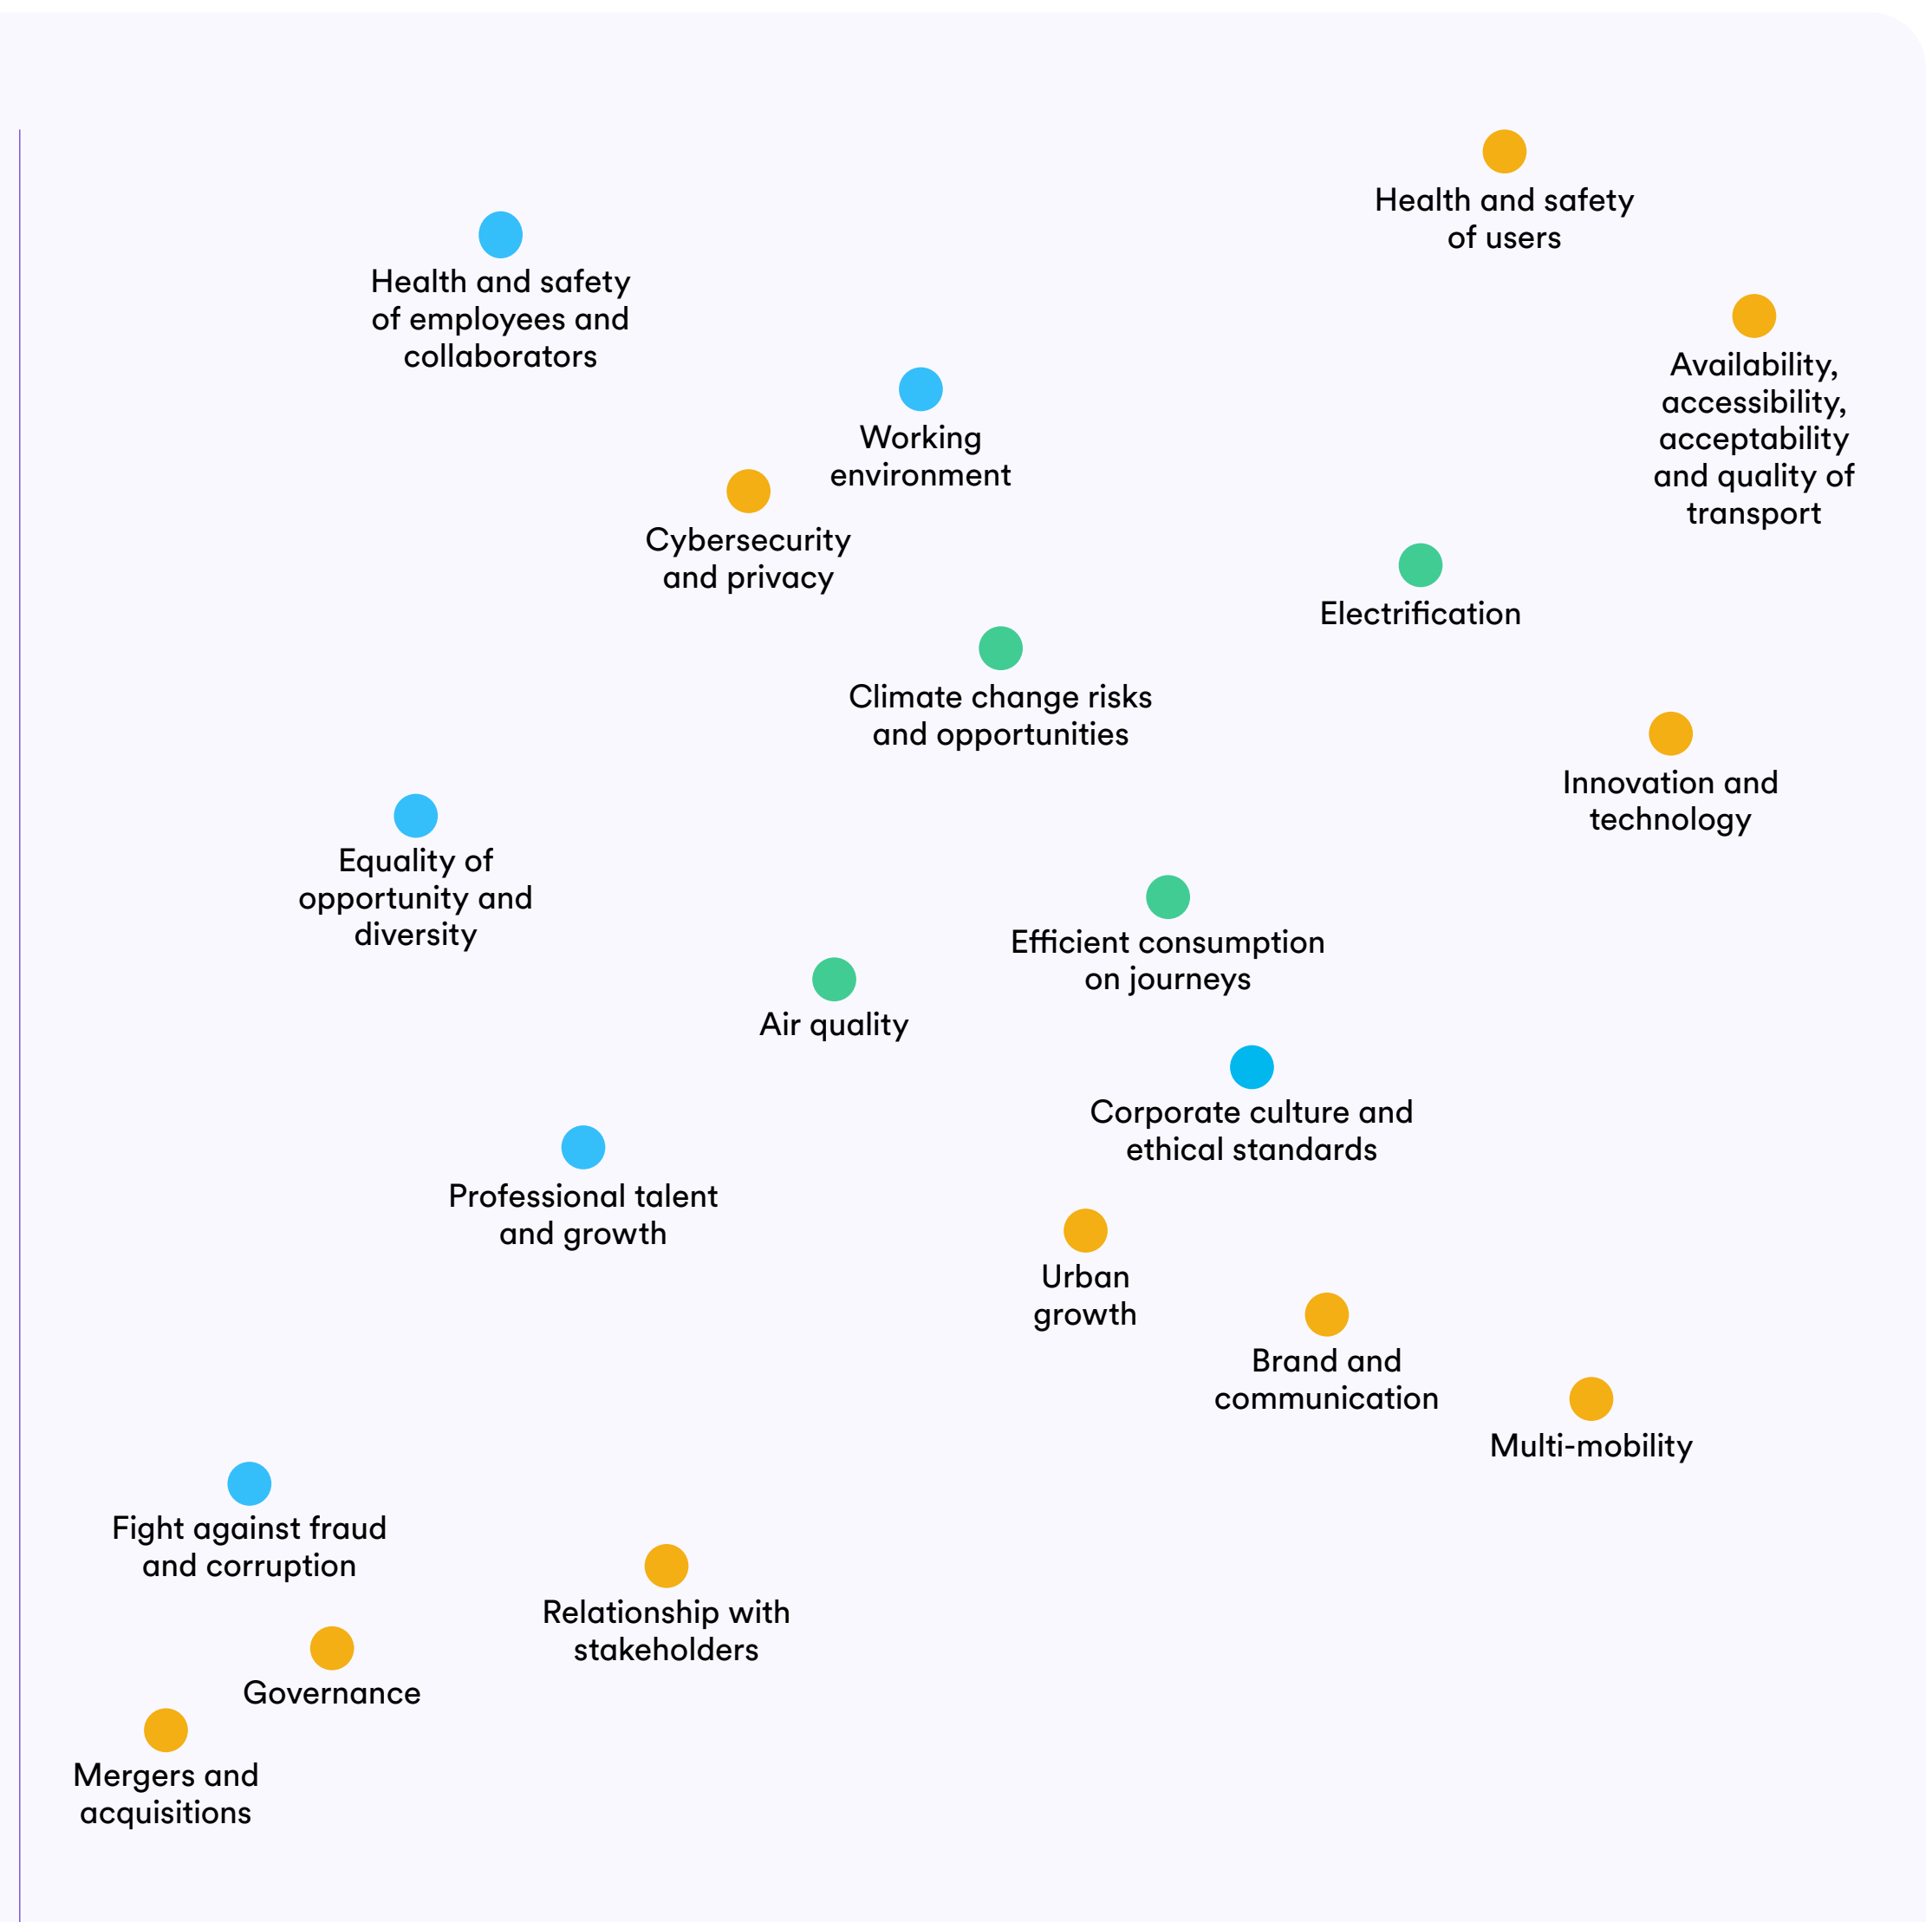 Health and safety
of users
Health and safety
of employees and
collaborators
Availability,
accessibility,
acceptability
and quality of
transport
Working
environment
Cybersecurity
and privacy
Electrification
Climate change risks
and opportunities
Innovation and
technology
Equality of
opportunity and
diversity
Efficient consumption
on journeys
Air quality
Corporate culture and
ethical standards
Professional talent
and growth
Urban
growth
Brand and
communication
Multi-mobility
Fight against fraud
and corruption
Relationship with
stakeholders
Governance
Mergers and
acquisitions